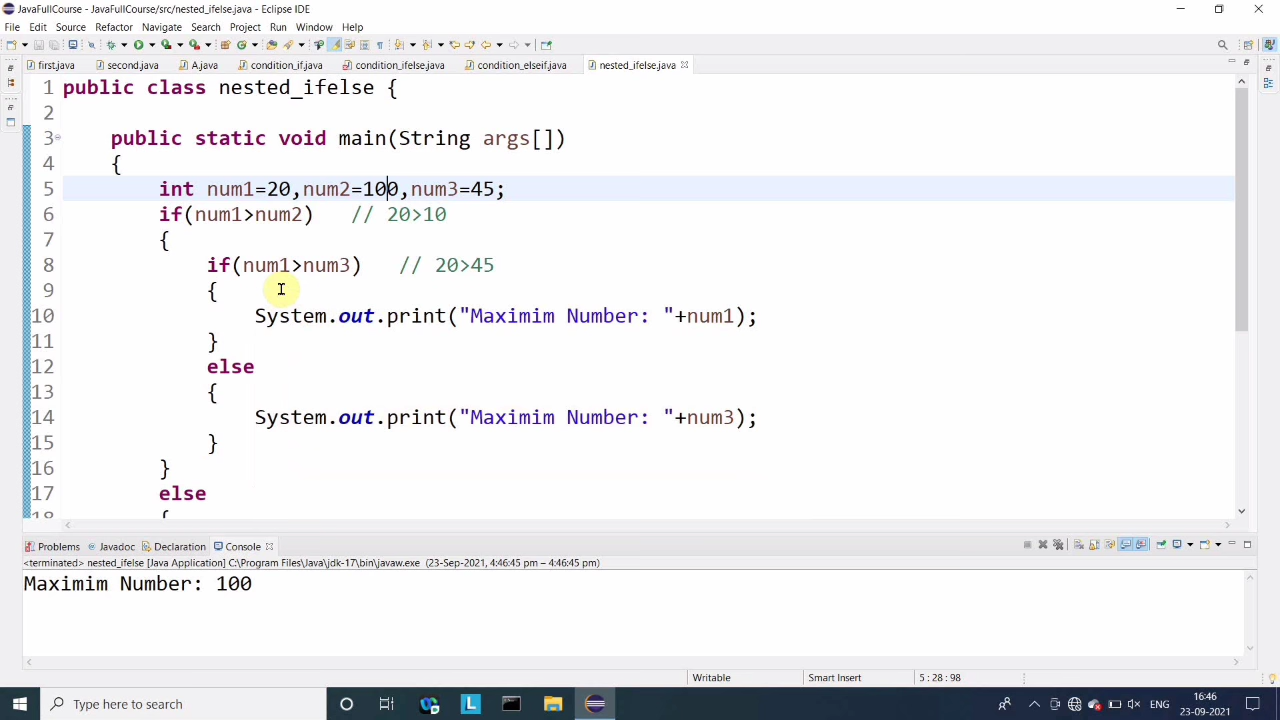 JavaFullCourse - JavaFullCourse/src/nested_ifelse.java - Eclipse IDE
File Edit Source Refactor Navigate Search Project Run Window Help
first.java second.java A.java condition_if.java condition_ifelse.java condition_elseif.java nested_ifelse.java
1 public class nested_ifelse {
2
3 public static void main(String args[])
4 {
5 int num1=20,num2=100,num3=45;
6 if(num1>num2) // 20>10
7 {
8 if(num1>num3) // 20>45
9 {
10 System.out.print("Maximim Number: "+num1);
11 }
12 else
13 {
14 System.out.print("Maximim Number: "+num3);
15 }
16 }
17 else
18 {
Problems Javadoc Declaration Console
<terminated> nested_ifelse [Java Application] C:\Program Files\Java\jdk-17\bin\javaw.exe (23-Sep-2021, 4:46:45 pm – 4:46:45 pm)
Maximim Number: 100
Writable Smart Insert 5 : 28 : 98
Type here to search L ENG 16:46
23-09-2021